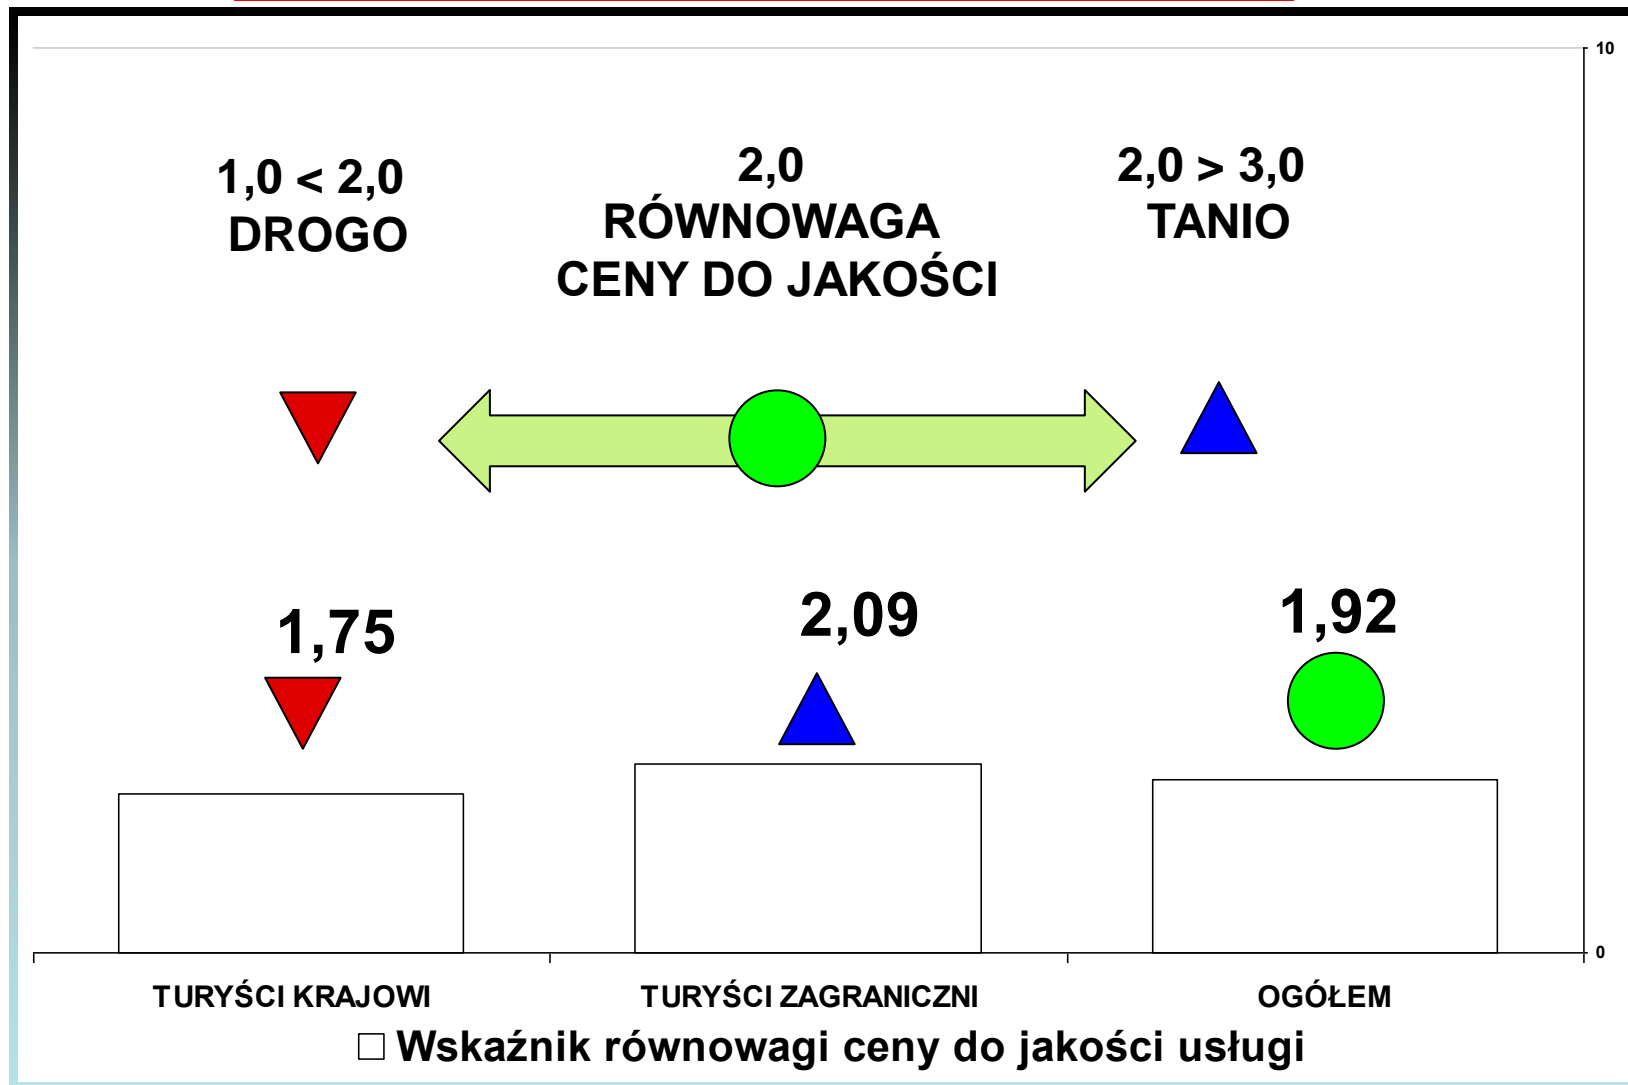 10
1,0 < 2,0
DROGO
2,0
RÓWNOWAGA
CENY DO JAKOŚCI
2,0 > 3,0
TANIO
1,75
2,09
1,92
0
TURYŚCI KRAJOWI
TURYŚCI ZAGRANICZNI
OGÓŁEM
Wskaźnik równowagi ceny do jakości usługi